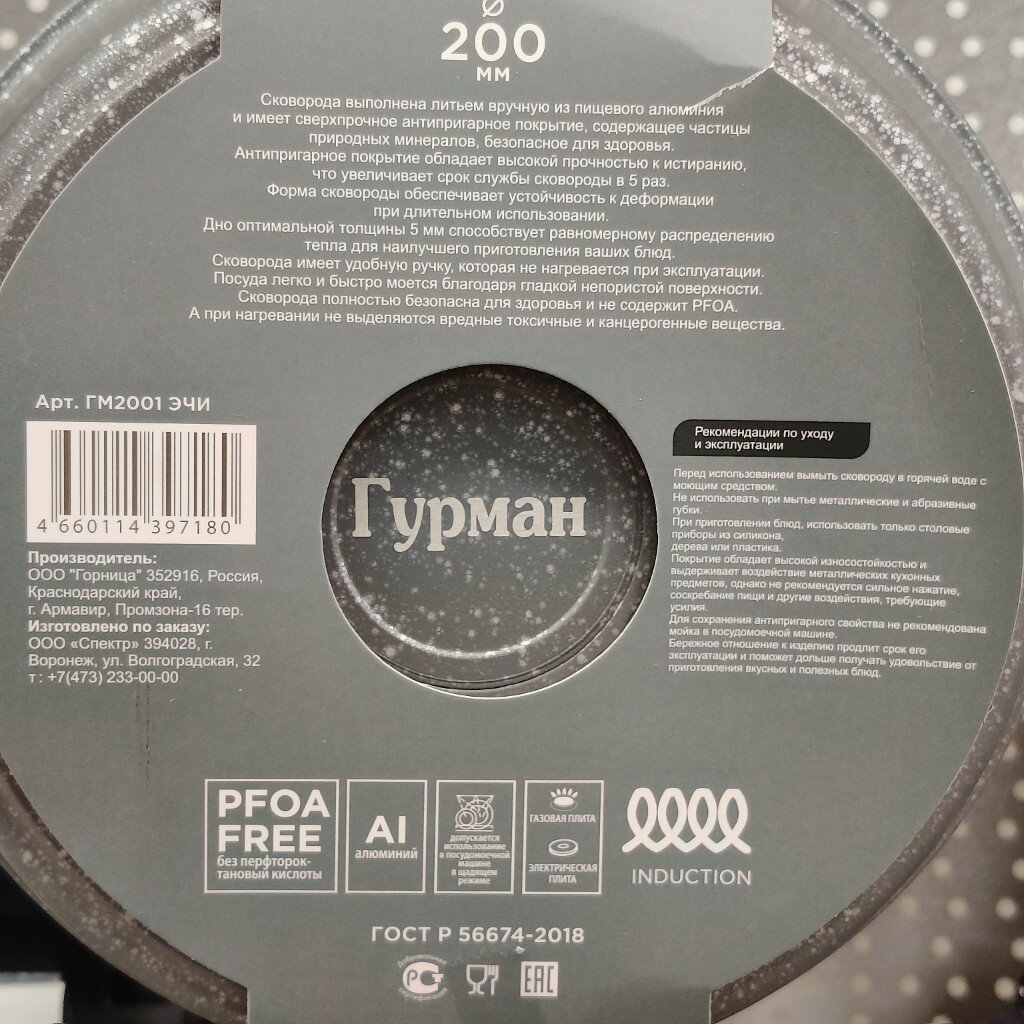 Ø
200
ММ
Сковорода выполнена литьем вручную из пищевого алюминия
и имеет сверхпрочное антипригарное покрытие, содержащее частицы
природных минералов, безопасное для здоровья.
Антипригарное покрытие обладает высокой прочностью к истиранию,
что увеличивает срок службы сковороды в 5 раз.
Форма сковороды обеспечивает устойчивость к деформации
при длительном использовании.
Дно оптимальной толщины 5 мм способствует равномерному распределению
тепла для наилучшего приготовления ваших блюд.
Сковорода имеет удобную ручку, которая не нагревается при эксплуатации.
Посуда легко и быстро моется благодаря гладкой непористой поверхности.
Сковорода полностью безопасна для здоровья и не содержит PFOA.
А при нагревании не выделяются вредные токсичные и канцерогенные вещества.
Арт. ГМ2001 ЭЧИ
4 660114 397180
Производитель:
ООО "Горница" 352916, Россия,
Краснодарский край,
г. Армавир, Промзона-16 тер.
Изготовлено по заказу:
ООО «Спектр» 394028, г.
Воронеж, ул. Волгоградская, 32
т : +7(473) 233-00-00
Гурман
Рекомендации по уходу
и эксплуатации
Перед использованием вымыть сковороду в горячей воде с
моющим средством.
Не использовать при мытье металлические и абразивные
губки.
При приготовлении блюд, использовать только столовые
приборы из силикона,
дерева или пластика.
Покрытие обладает высокой износостойкостью и
выдерживает воздействие металлических кухонных
предметов, однако не рекомендуется сильное нажатие,
соскребание пищи и другие воздействия, требующие
усилия.
Для сохранения антипригарного свойства не рекомендована
мойка в посудомоечной машине.
Бережное отношение к изделию продлит срок его
эксплуатации и поможет дольше получать удовольствие от
приготовления вкусных и полезных блюд.
PFOA
FREE
без перфторок-
тановый кислоты
Al
алюминий
допускается
использование
в посудомоечной
машине
в щадящем
режиме
ГАЗОВАЯ ПЛИТА
ЭЛЕКТРИЧЕСКАЯ
ПЛИТА
INDUCTION
ГОСТ Р 56674-2018
Добровольная
РСТ
сертификация
ЕАС